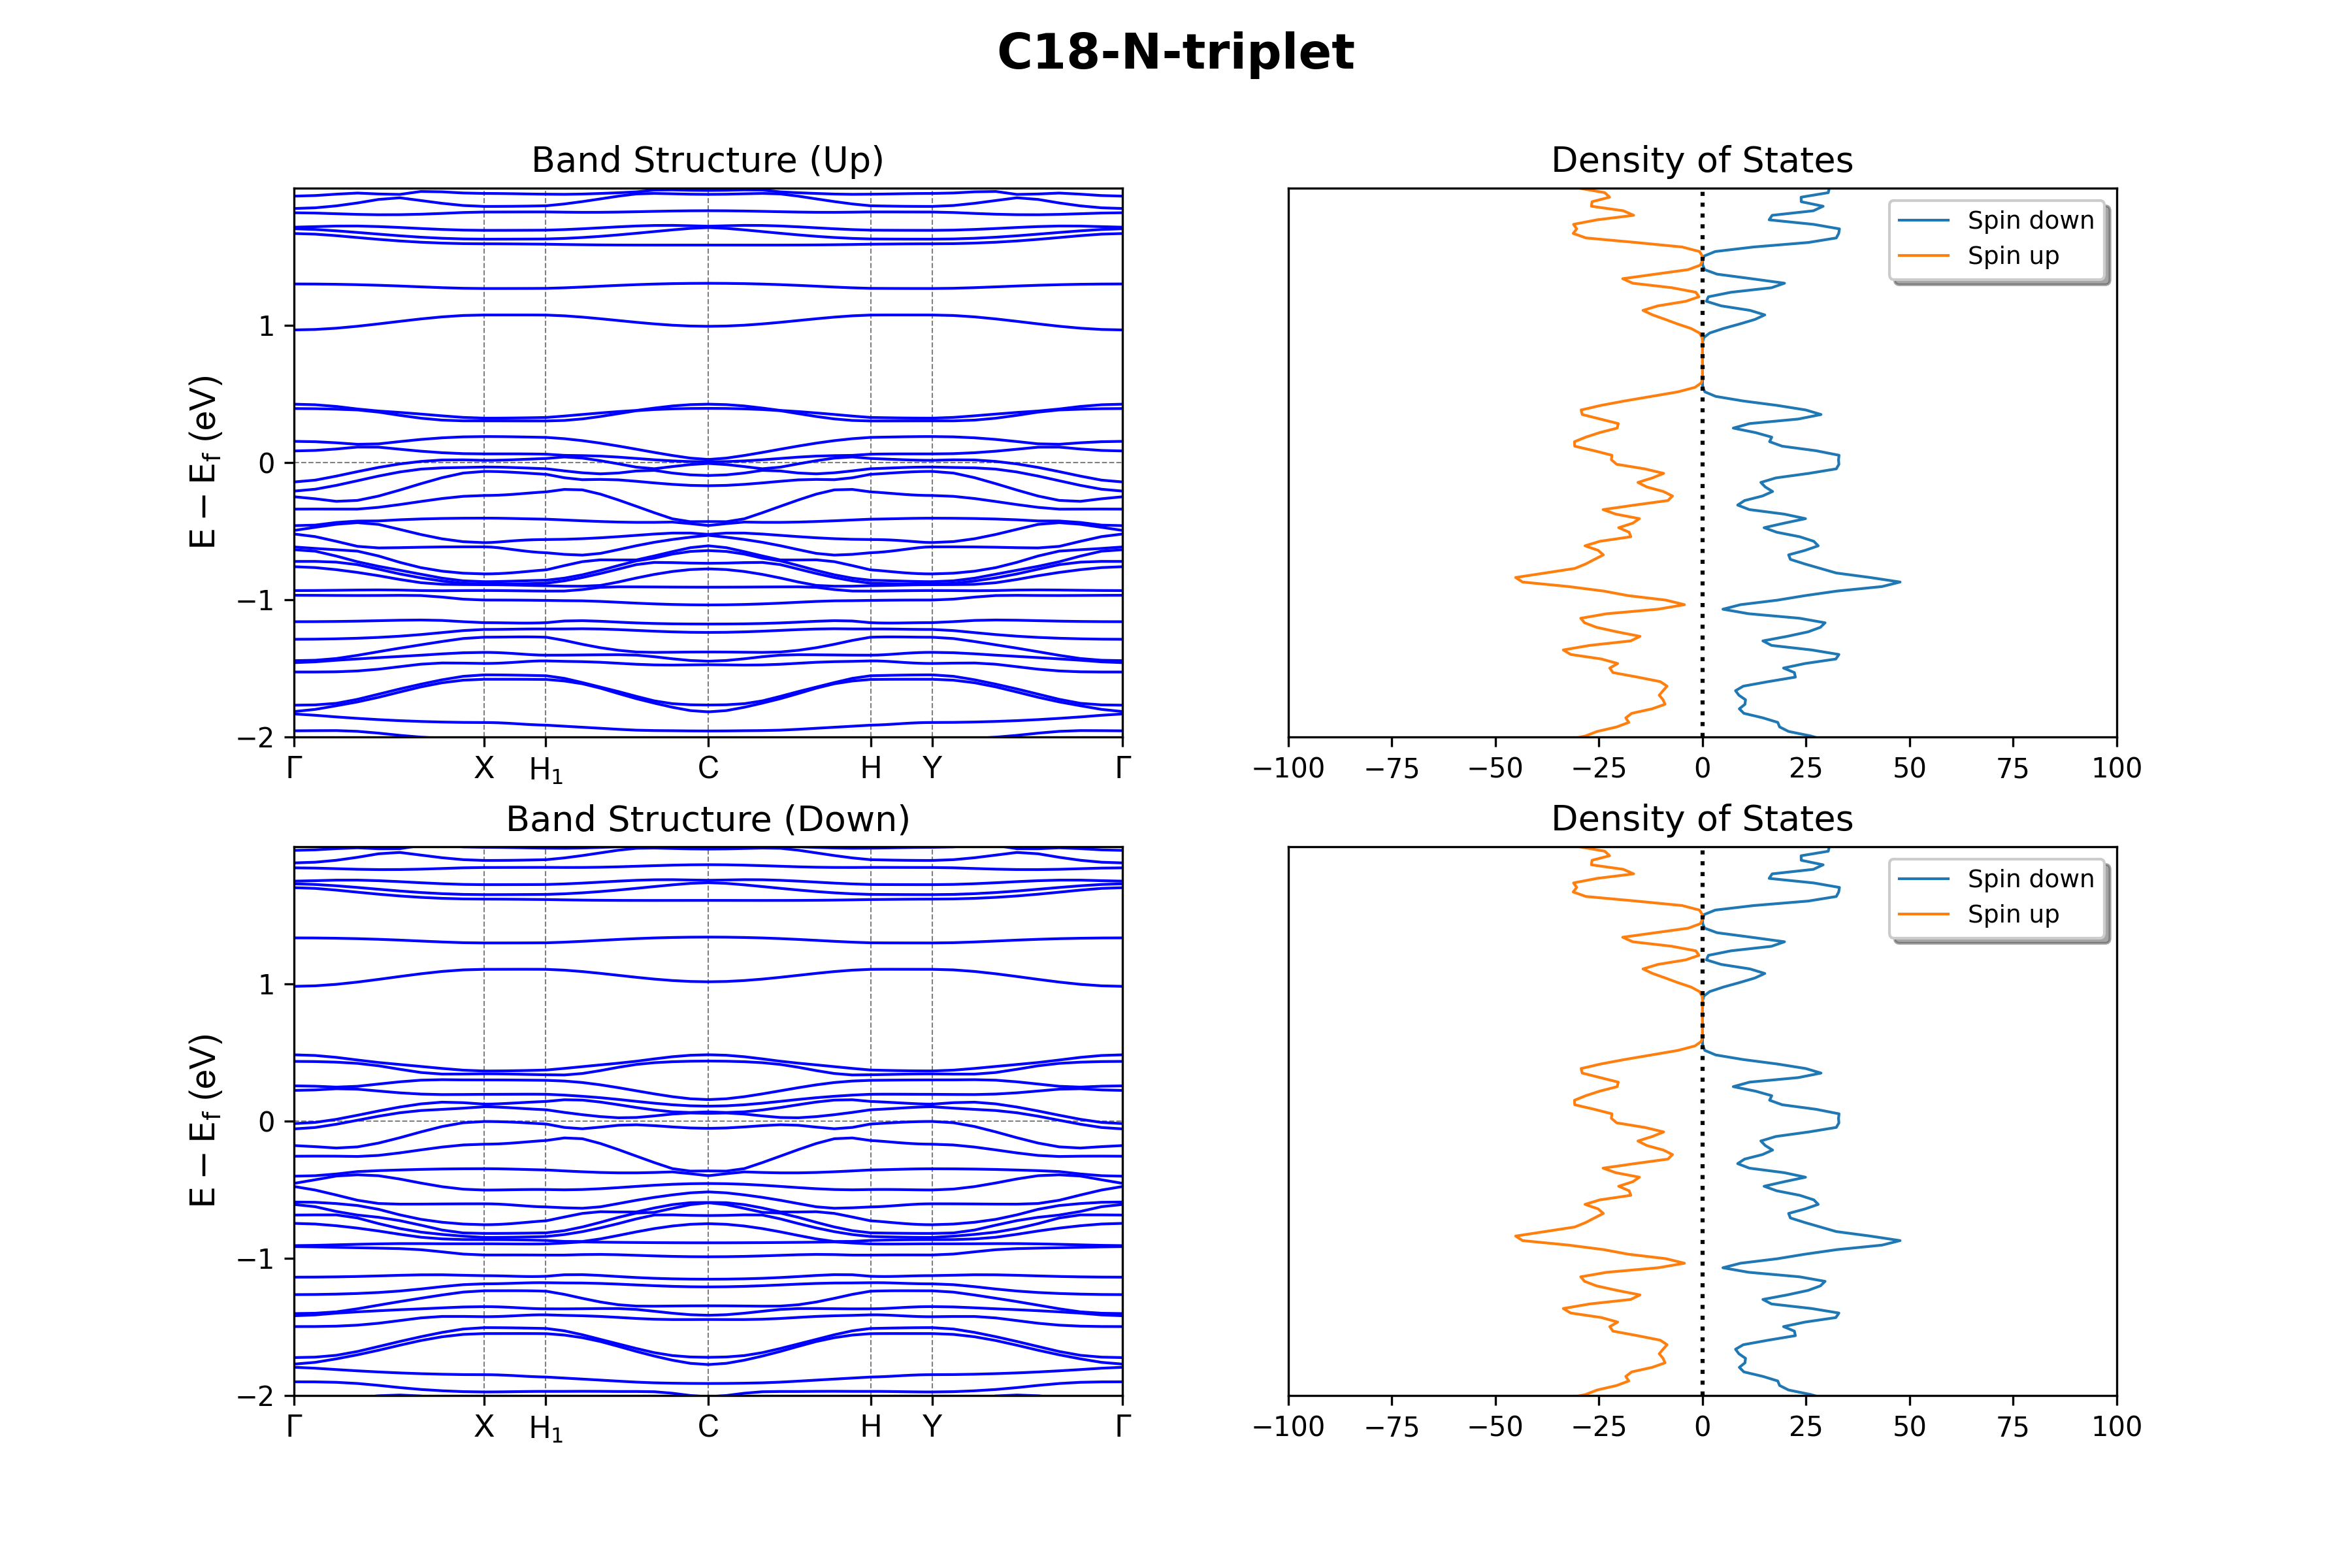 C18-N-triplet
Band Structure (Up)
E − E_f (eV)
1
0
−1
−2
Γ X H₁ C H Y Γ
Density of States
Spin down
Spin up
−100 −75 −50 −25 0 25 50 75 100
Band Structure (Down)
E − E_f (eV)
1
0
−1
−2
Γ X H₁ C H Y Γ
Density of States
Spin down
Spin up
−100 −75 −50 −25 0 25 50 75 100